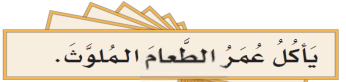 يَأكُلُ عُمَرُ الطَّعامَ المُلوَّثَ.